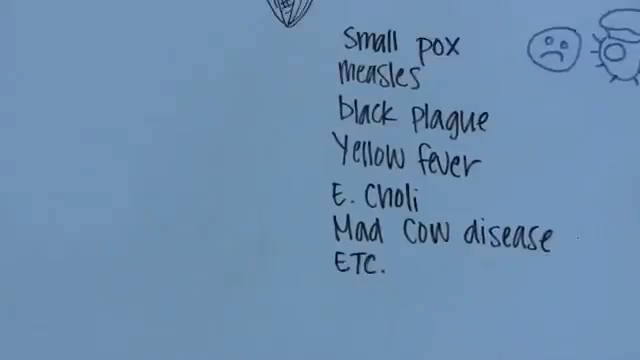 Small pox
measles
black plague
Yellow fever
E. Choli
Mad cow disease
ETC.